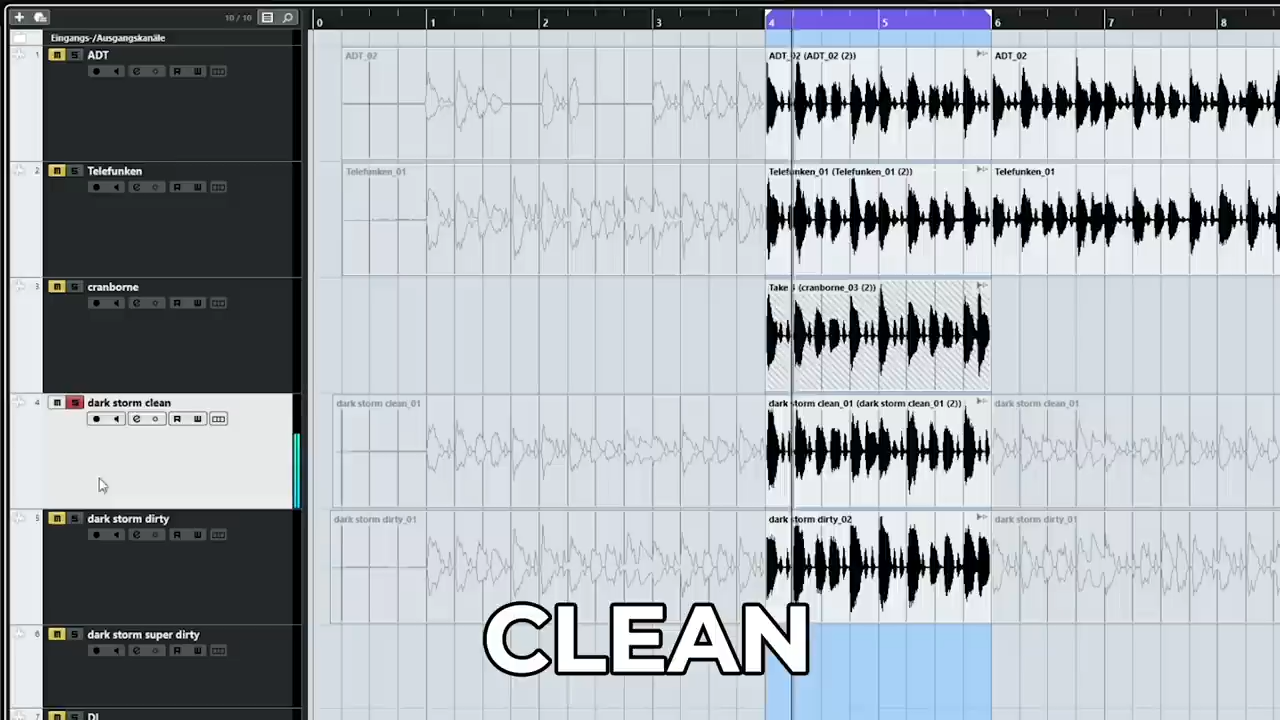 10 / 10
0 1 2 3 4 5 6 7 8
Eingangs-/Ausgangskanäle
1 m S ADT
ADT_02
ADT_02 (ADT_02 (2))
ADT_02
2 m S Telefunken
Telefunken_01
Telefunken_01 (Telefunken_01 (2))
Telefunken_01
3 m S cranborne
(cranborne_03 (2))
Take
4 m S dark storm clean
dark storm clean_01
dark storm clean_01 (dark storm clean_01 (2))
dark storm clean_01
5 m S dark storm dirty
dark storm dirty_01
dark storm dirty_02
dark storm dirty_01
6 m S dark storm super dirty
CLEAN
7 DI